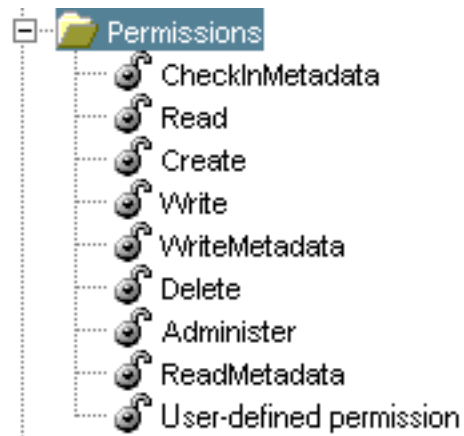 Permissions
CheckInMetadata
Read
Create
Write
WriteMetadata
Delete
Administer
ReadMetadata
User-defined permission